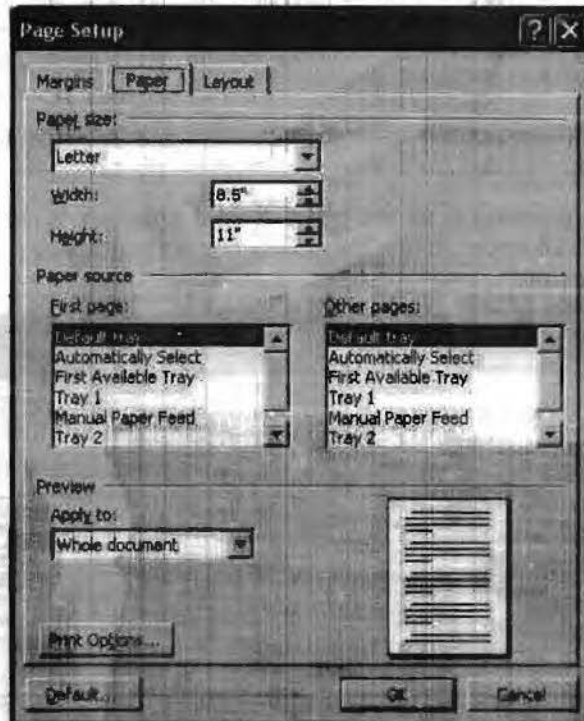 Page Setup
Margins Paper Layout
Paper size:
Letter
Width: 8.5"
Height: 11"
Paper source
First page: Other pages:
Default tray Default tray
Automatically Select Automatically Select
First Available Tray First Available Tray
Tray 1 Tray 1
Manual Paper Feed Manual Paper Feed
Tray 2 Tray 2
Preview
Apply to:
Whole document
Print Options...
Default... OK Cancel